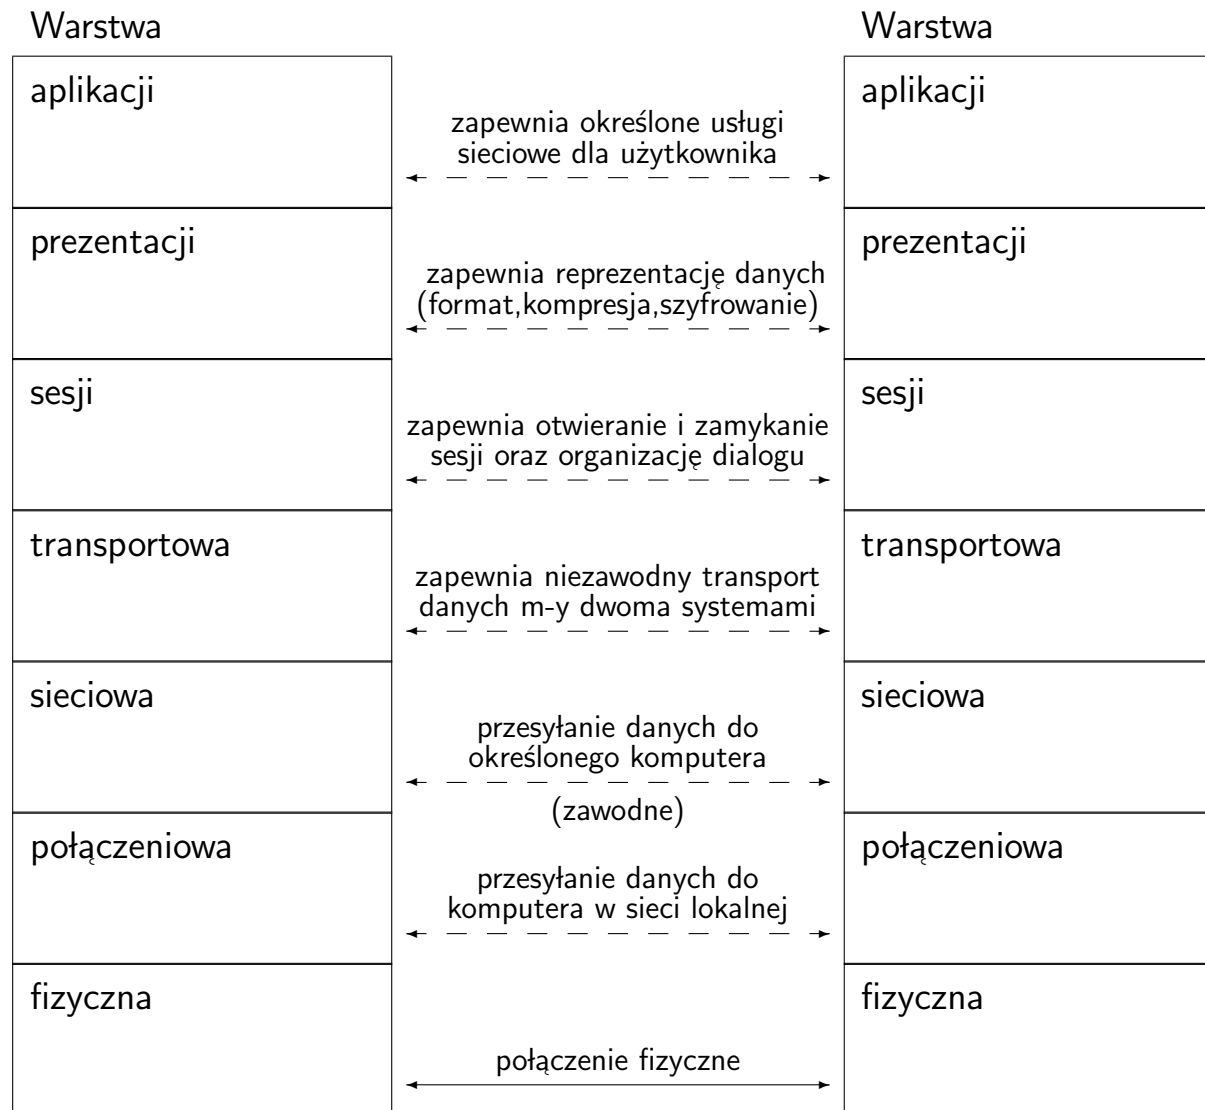 Warstwa Warstwa
aplikacji aplikacji
zapewnia określone usługi
sieciowe dla użytkownika
prezentacji prezentacji
zapewnia reprezentację danych
(format,kompresja,szyfrowanie)
sesji sesji
zapewnia otwieranie i zamykanie
sesji oraz organizację dialogu
transportowa transportowa
zapewnia niezawodny transport
danych m-y dwoma systemami
sieciowa sieciowa
przesyłanie danych do
określonego komputera
(zawodne)
połączeniowa połączeniowa
przesyłanie danych do
komputera w sieci lokalnej
fizyczna fizyczna
połączenie fizyczne